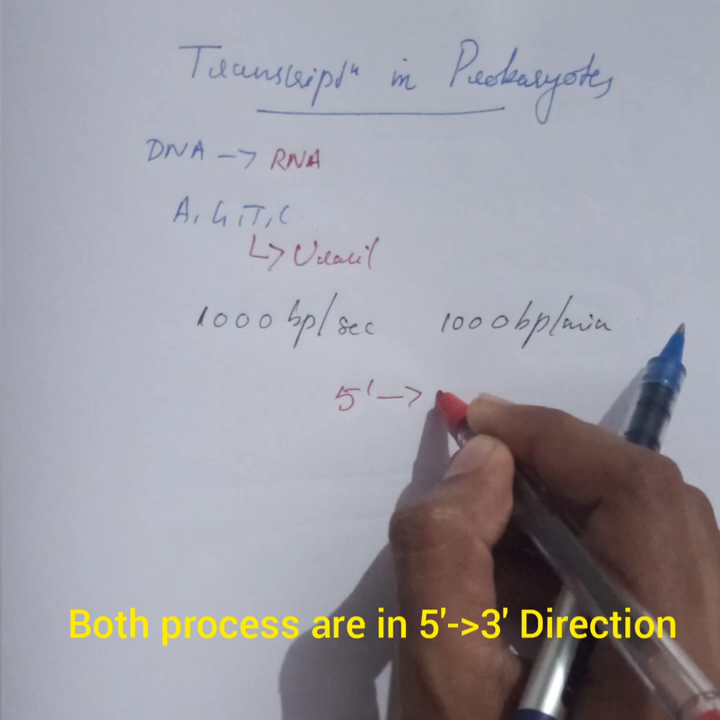 Transcriptⁿ in Prokaryotes
DNA -> RNA
A, G, T, C
↳ Uracil
1000 bp/sec 1000 bp/min
5' ->
Both process are in 5'->3' Direction